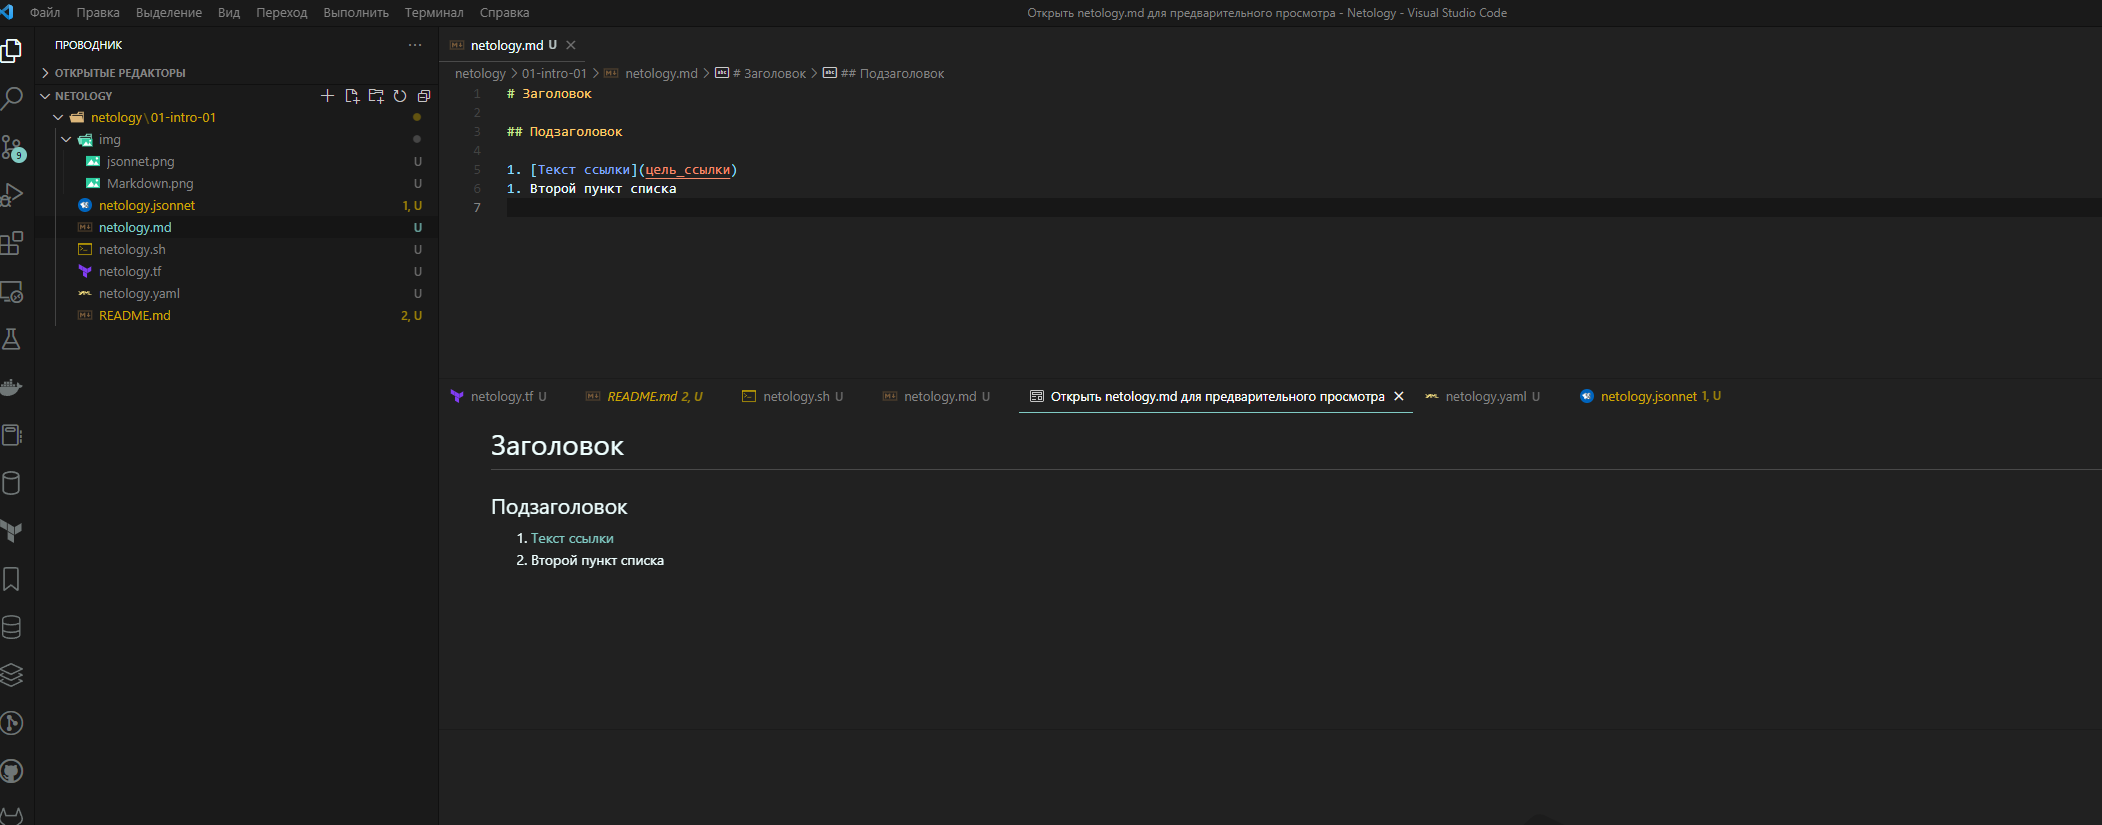 Файл Правка Выделение Вид Переход Выполнить Терминал Справка
Открыть netology.md для предварительного просмотра - Netology - Visual Studio Code
ПРОВОДНИК
ОТКРЫТЫЕ РЕДАКТОРЫ
NETOLOGY
netology\01-intro-01
img
jsonnet.png U
Markdown.png U
netology.jsonnet 1, U
netology.md U
netology.sh U
netology.tf U
netology.yaml U
README.md 2, U
9
netology.md U
netology > 01-intro-01 > netology.md > # Заголовок > ## Подзаголовок
1 # Заголовок
2
3 ## Подзаголовок
4
5 1. [Текст ссылки](цель_ссылки)
6 1. Второй пункт списка
7
netology.tf U README.md 2, U netology.sh U netology.md U Открыть netology.md для предварительного просмотра netology.yaml U netology.jsonnet 1, U
Заголовок
Подзаголовок
1. Текст ссылки
2. Второй пункт списка